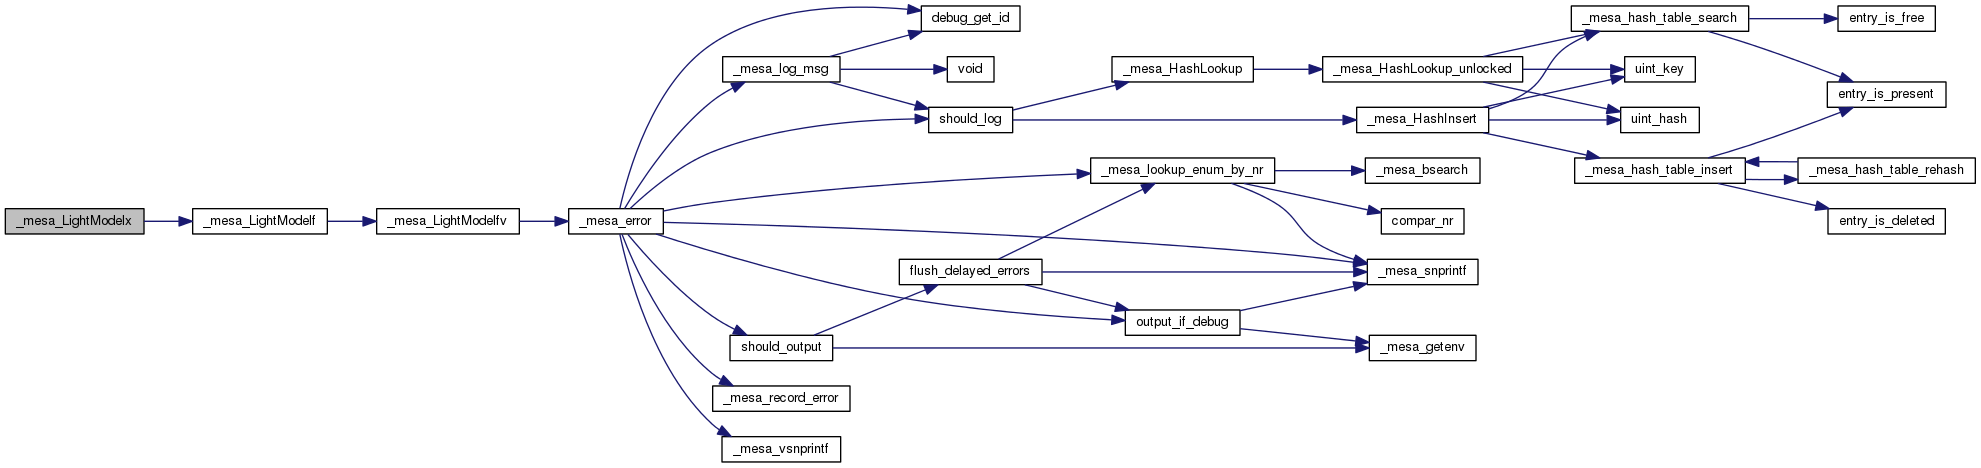 debug_get_id
_mesa_hash_table_search
entry_is_free
_mesa_log_msg
void
_mesa_HashLookup
_mesa_HashLookup_unlocked
uint_key
entry_is_present
should_log
_mesa_HashInsert
uint_hash
_mesa_lookup_enum_by_nr
_mesa_bsearch
_mesa_hash_table_insert
_mesa_hash_table_rehash
_mesa_LightModelx
_mesa_LightModelf
_mesa_LightModelfv
_mesa_error
compar_nr
entry_is_deleted
flush_delayed_errors
_mesa_snprintf
output_if_debug
should_output
_mesa_getenv
_mesa_record_error
_mesa_vsnprintf